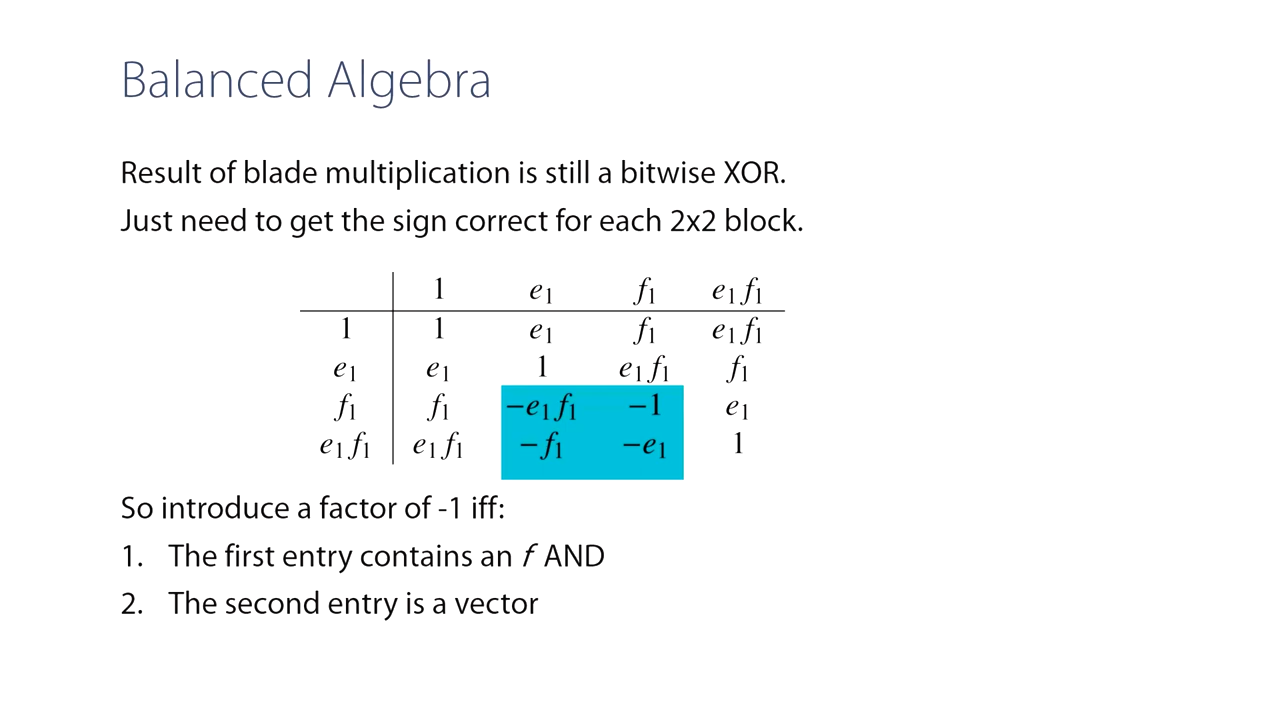 Balanced Algebra
Result of blade multiplication is still a bitwise XOR.
Just need to get the sign correct for each 2x2 block.
1 e₁ f₁ e₁f₁
1 1 e₁ f₁ e₁f₁
e₁ e₁ 1 e₁f₁ f₁
f₁ f₁ −e₁f₁ −1 e₁
e₁f₁ e₁f₁ −f₁ −e₁ 1
So introduce a factor of -1 iff:
1. The first entry contains an f AND
2. The second entry is a vector